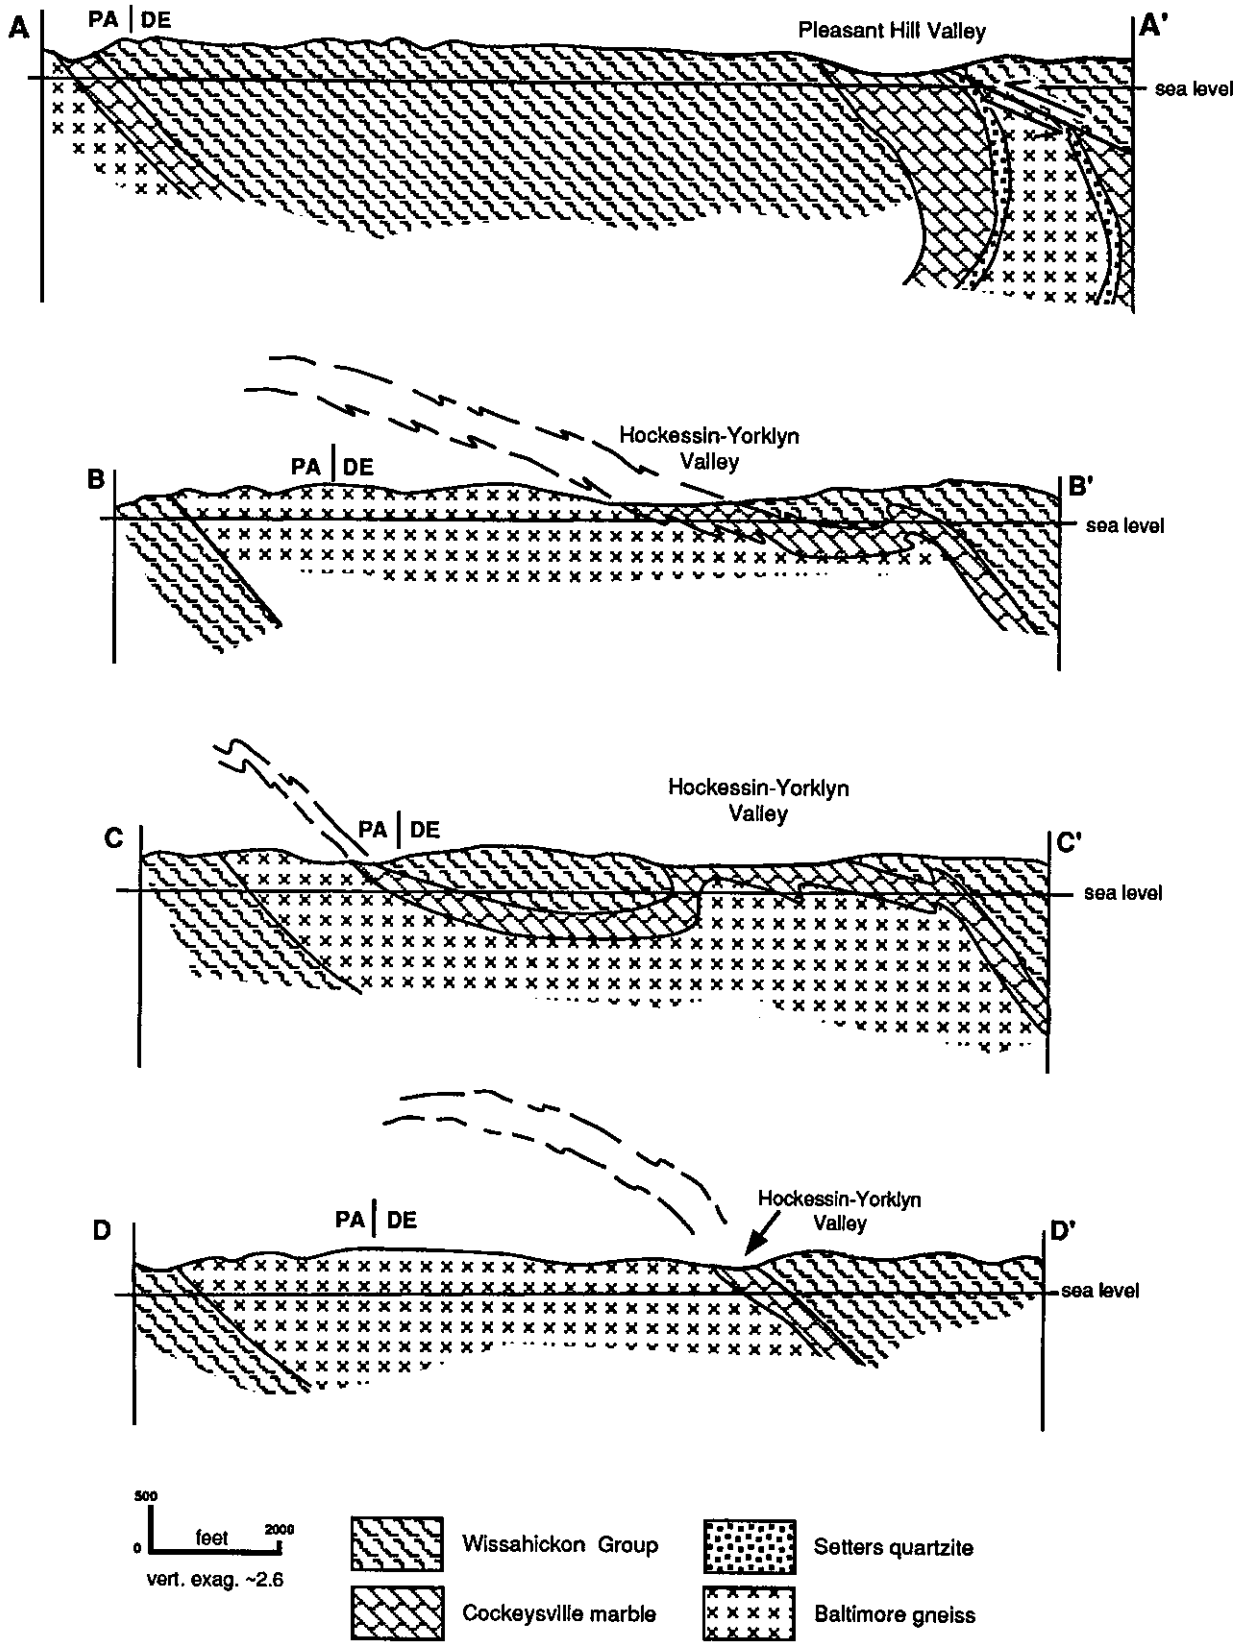 A
PA | DE
Pleasant Hill Valley
A'
sea level
Hockessin-Yorklyn
Valley
B
PA | DE
B'
sea level
Hockessin-Yorklyn
Valley
C
PA | DE
C'
sea level
Hockessin-Yorklyn
Valley
D
PA | DE
D'
sea level
500
0
feet
2000
vert. exag. ~2.6
Wissahickon Group
Setters quartzite
Cockeysville marble
Baltimore gneiss